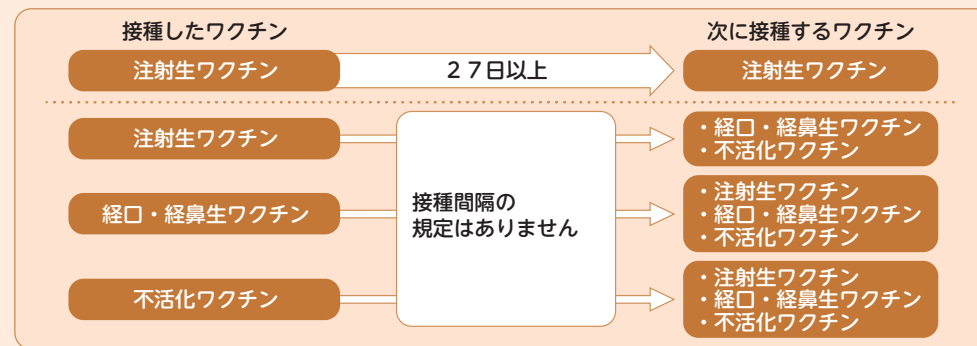 接種したワクチン
次に接種するワクチン
注射生ワクチン
２７日以上
注射生ワクチン
注射生ワクチン
・経口・経鼻生ワクチン
・不活化ワクチン
経口・経鼻生ワクチン
接種間隔の
規定はありません
・注射生ワクチン
・経口・経鼻生ワクチン
・不活化ワクチン
不活化ワクチン
・注射生ワクチン
・経口・経鼻生ワクチン
・不活化ワクチン